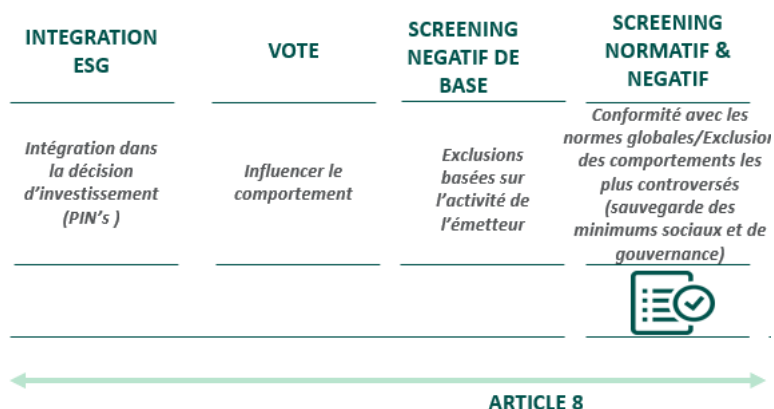 INTEGRATION
ESG
VOTE
SCREENING
NEGATIF DE
BASE
SCREENING
NORMATIF &
NEGATIF
Intégration dans
la décision
d'investissement
(PIN's )
Influencer le
comportement
Exclusions
basées sur
l'activité de
l'émetteur
Conformité avec les
normes globales/Exclusion
des comportements les
plus controversés
(sauvegarde des
minimums sociaux et de
gouvernance)
ARTICLE 8